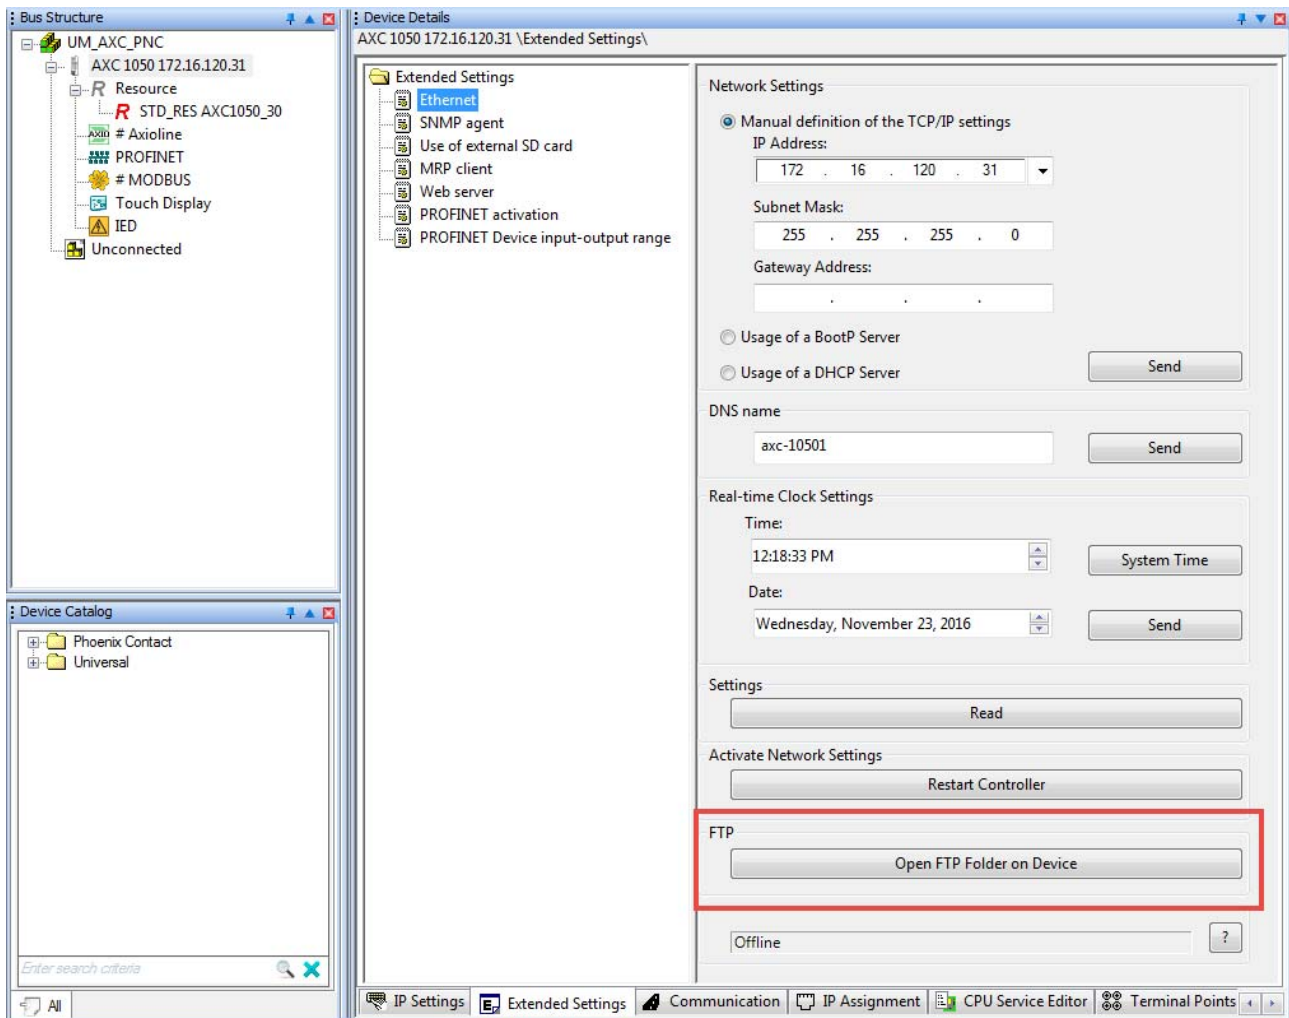 Bus Structure
UM_AXC_PNC
AXC 1050 172.16.120.31
Resource
STD_RES AXC1050_30
AXIO # Axioline
PROFINET
# MODBUS
Touch Display
IED
Unconnected
Device Catalog
Phoenix Contact
Universal
Enter search criteria
All
Device Details
AXC 1050 172.16.120.31 \Extended Settings\
Extended Settings
Ethernet
SNMP agent
Use of external SD card
MRP client
Web server
PROFINET activation
PROFINET Device input-output range
Network Settings
Manual definition of the TCP/IP settings
IP Address:
172 . 16 . 120 . 31
Subnet Mask:
255 . 255 . 255 . 0
Gateway Address:
. . .
Usage of a BootP Server
Usage of a DHCP Server
Send
DNS name
axc-10501
Send
Real-time Clock Settings
Time:
12:18:33 PM
System Time
Date:
Wednesday, November 23, 2016
Send
Settings
Read
Activate Network Settings
Restart Controller
FTP
Open FTP Folder on Device
Offline
?
IP Settings
Extended Settings
Communication
IP Assignment
CPU Service Editor
Terminal Points